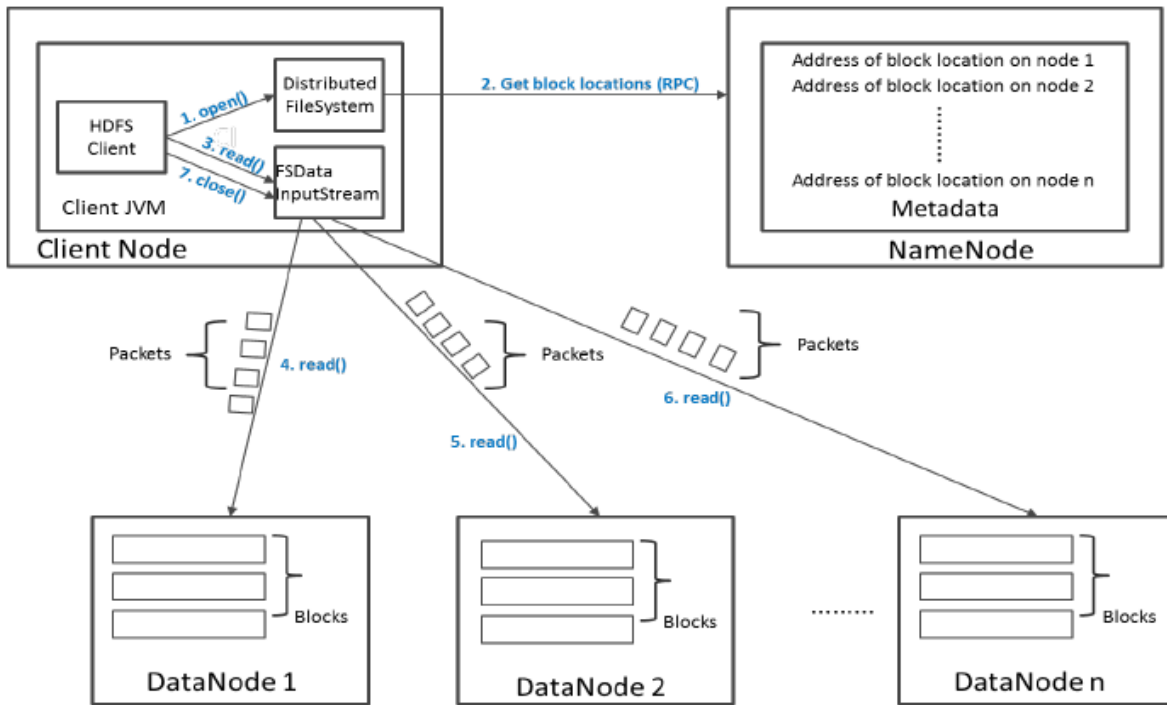 Distributed
FileSystem
1. open()
HDFS
Client
3. read()
7. close()
FSData
InputStream
Client JVM
Client Node
2. Get block locations (RPC)
Address of block location on node 1
Address of block location on node 2
Address of block location on node n
Metadata
NameNode
Packets
4. read()
Packets
5. read()
Packets
6. read()
Blocks
DataNode 1
Blocks
DataNode 2
.........
Blocks
DataNode n